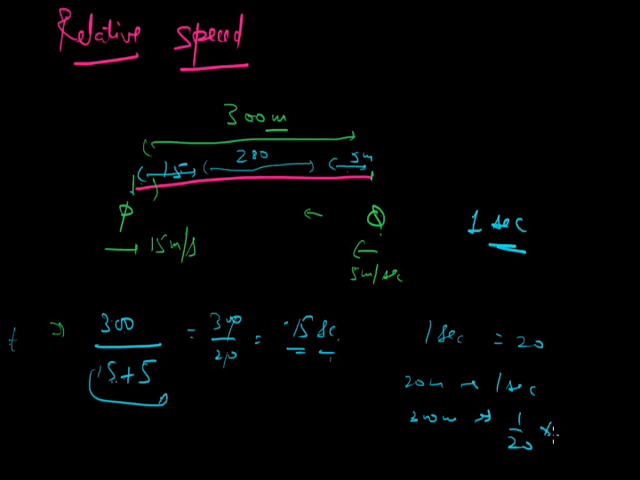 Relative speed
300m
15 280 5m
P Q
15m/s 5m/sec
1 sec
t ⇒ 300 / 15+5 = 300 / 20 = 15 sec
1 sec = 20
20m → 1 sec
⇒ 1/20 ×